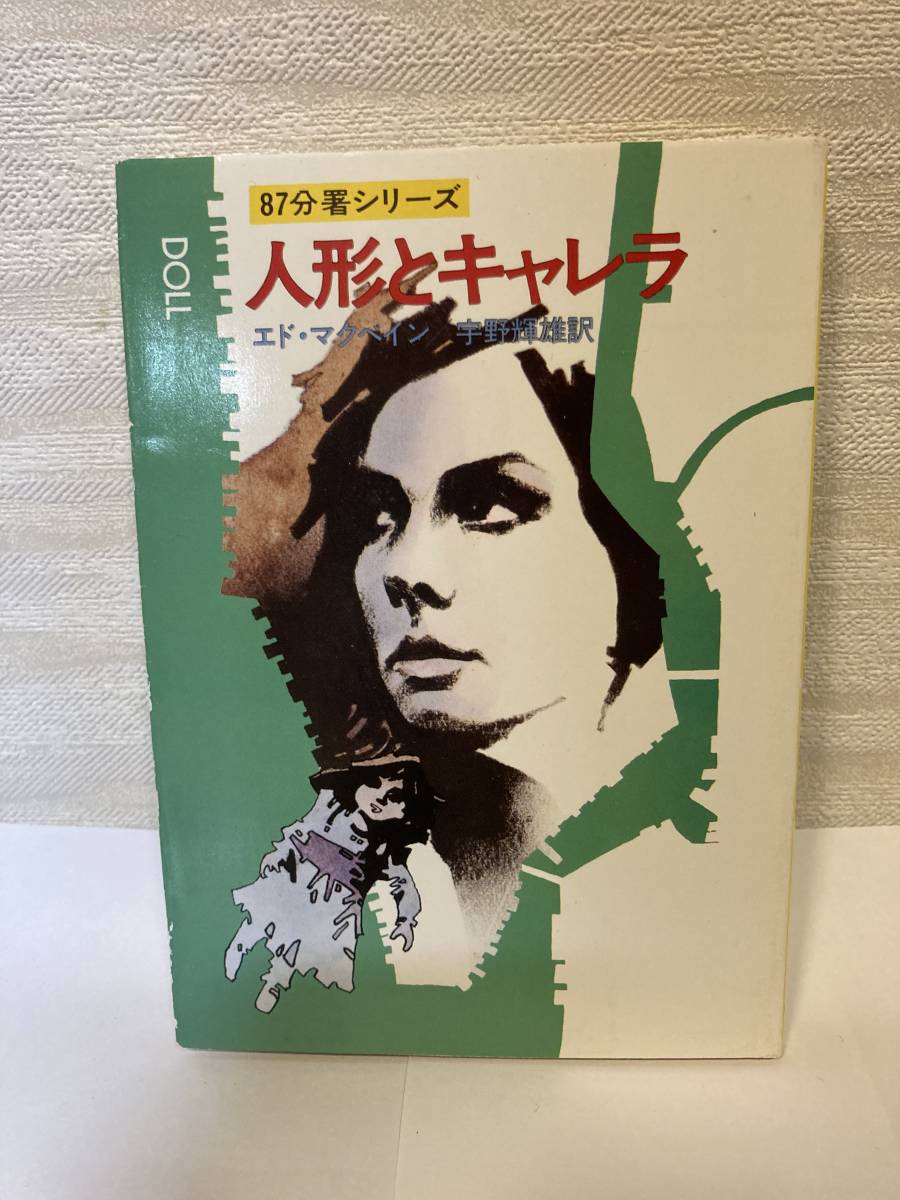 87分署シリーズ
人形とキャレラ
エド・マクベイン 宇野輝雄訳
DOLL